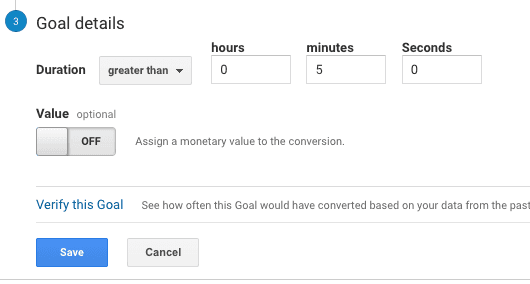 3 Goal details
hours minutes Seconds
Duration greater than 0 5 0
Value optional
OFF Assign a monetary value to the conversion.
Verify this Goal See how often this Goal would have converted based on your data from the past
Save Cancel